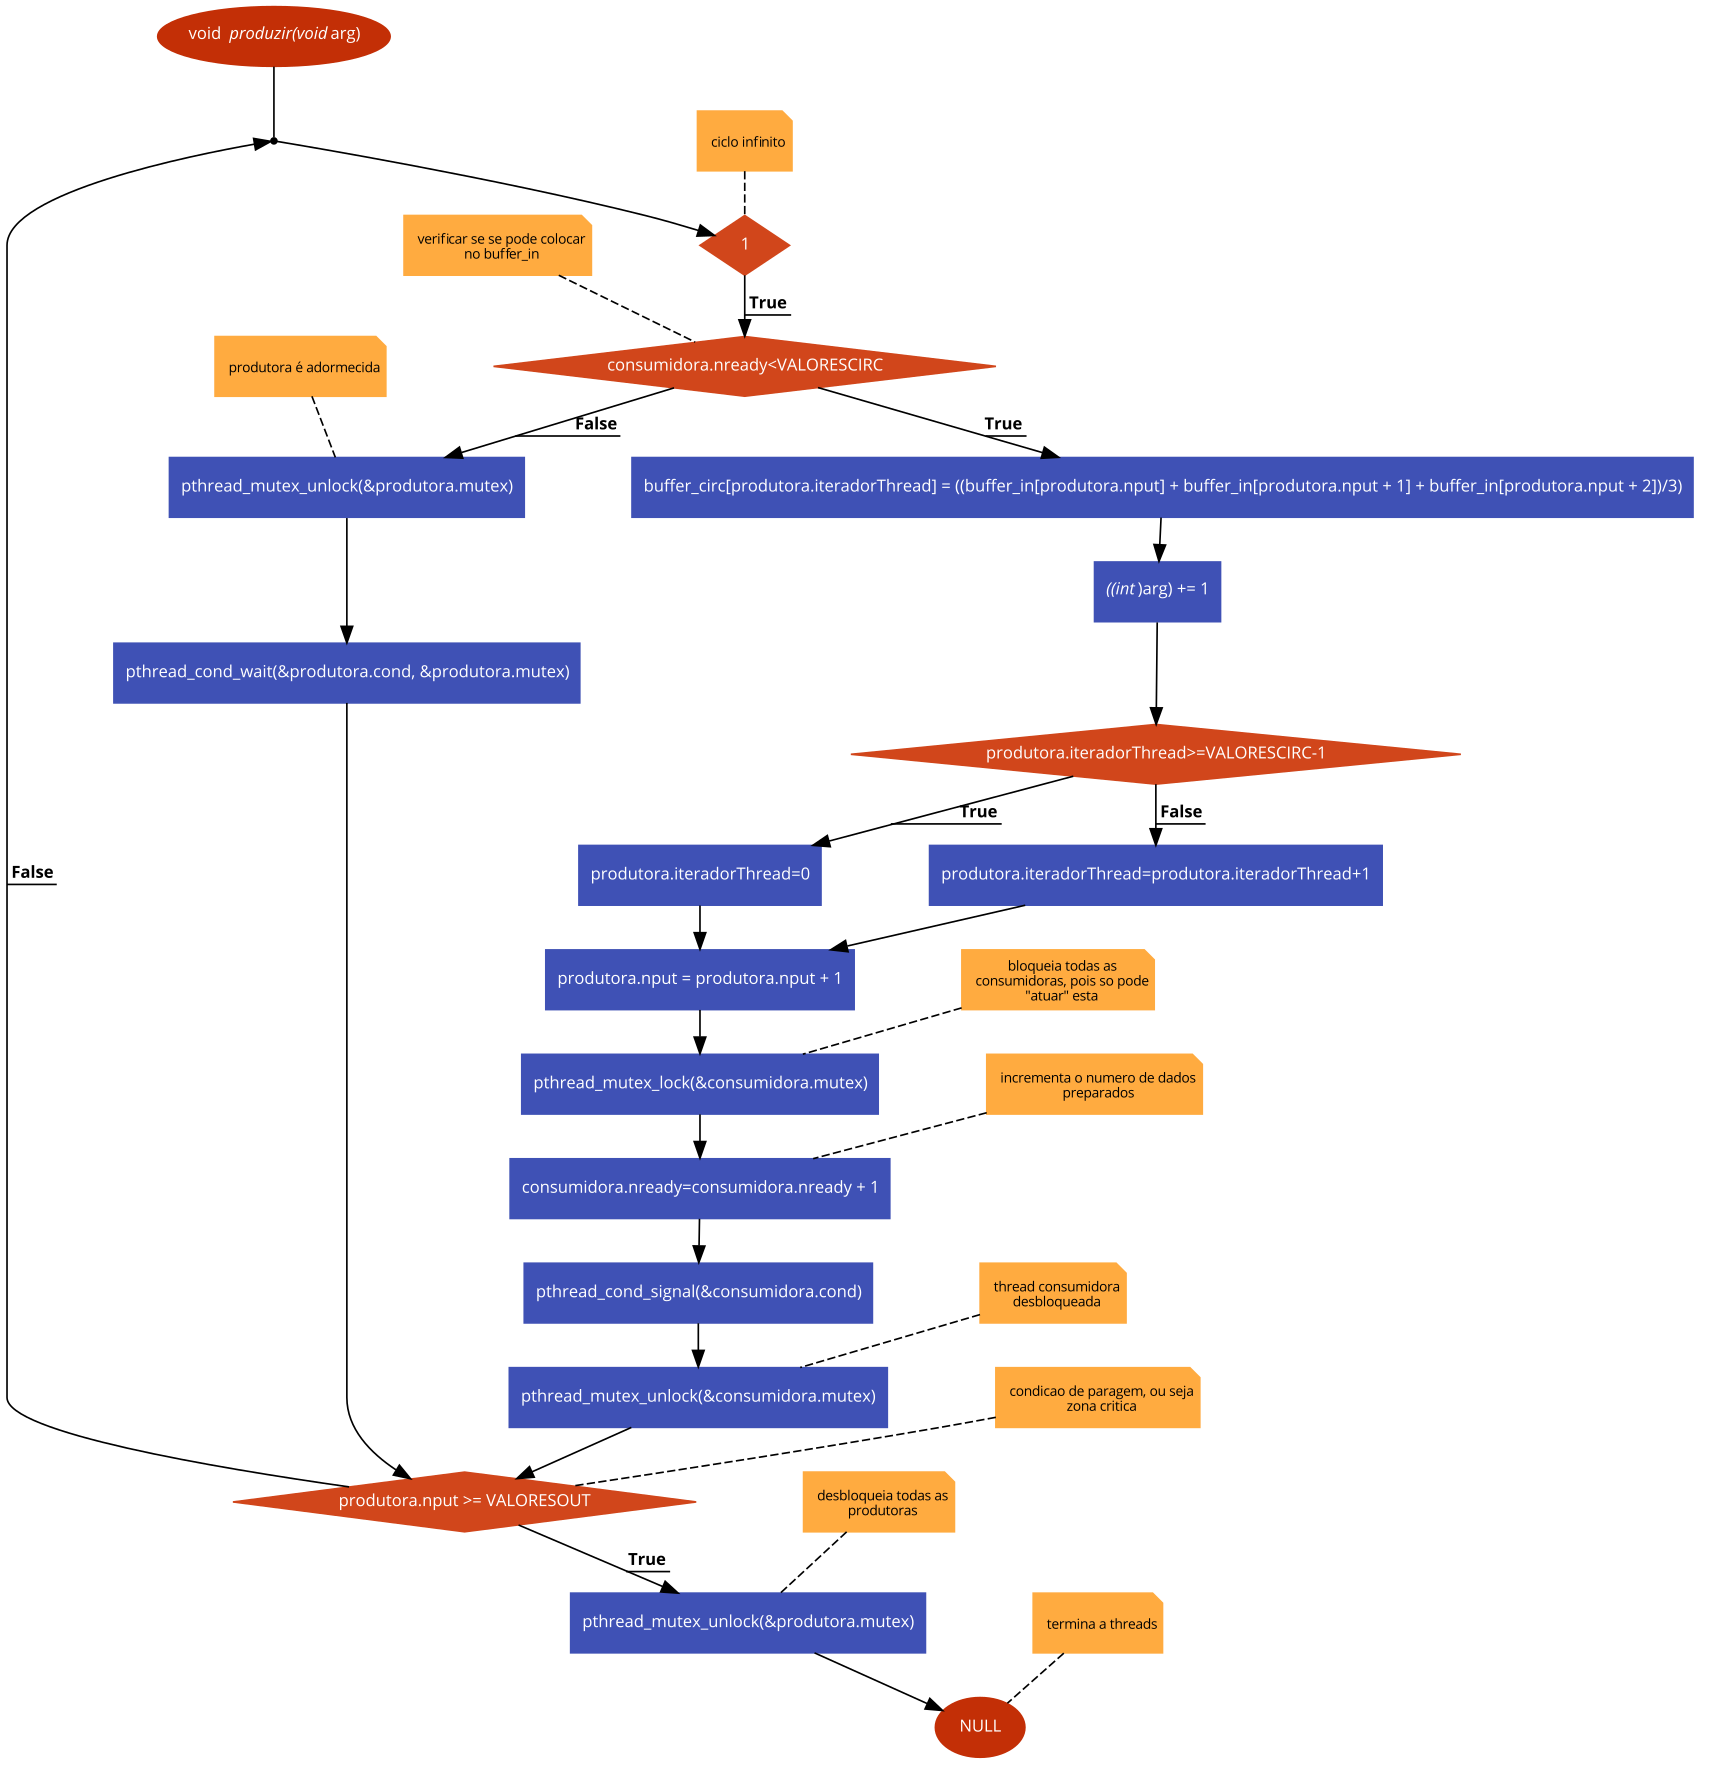 void produzir(void arg)
ciclo infinito
1
verificar se se pode colocar
no buffer_in
True
produtora é adormecida
consumidora.nready<VALORESCIRC
False
True
pthread_mutex_unlock(&produtora.mutex)
buffer_circ[produtora.iteradorThread] = ((buffer_in[produtora.nput] + buffer_in[produtora.nput + 1] + buffer_in[produtora.nput + 2])/3)
((int )arg) += 1
pthread_cond_wait(&produtora.cond, &produtora.mutex)
produtora.iteradorThread>=VALORESCIRC-1
True
False
False
produtora.iteradorThread=0
produtora.iteradorThread=produtora.iteradorThread+1
produtora.nput = produtora.nput + 1
bloqueia todas as
consumidoras, pois so pode
"atuar" esta
pthread_mutex_lock(&consumidora.mutex)
incrementa o numero de dados
preparados
consumidora.nready=consumidora.nready + 1
pthread_cond_signal(&consumidora.cond)
thread consumidora
desbloqueada
pthread_mutex_unlock(&consumidora.mutex)
condicao de paragem, ou seja
zona critica
produtora.nput >= VALORESOUT
desbloqueia todas as
produtoras
True
pthread_mutex_unlock(&produtora.mutex)
termina a threads
NULL